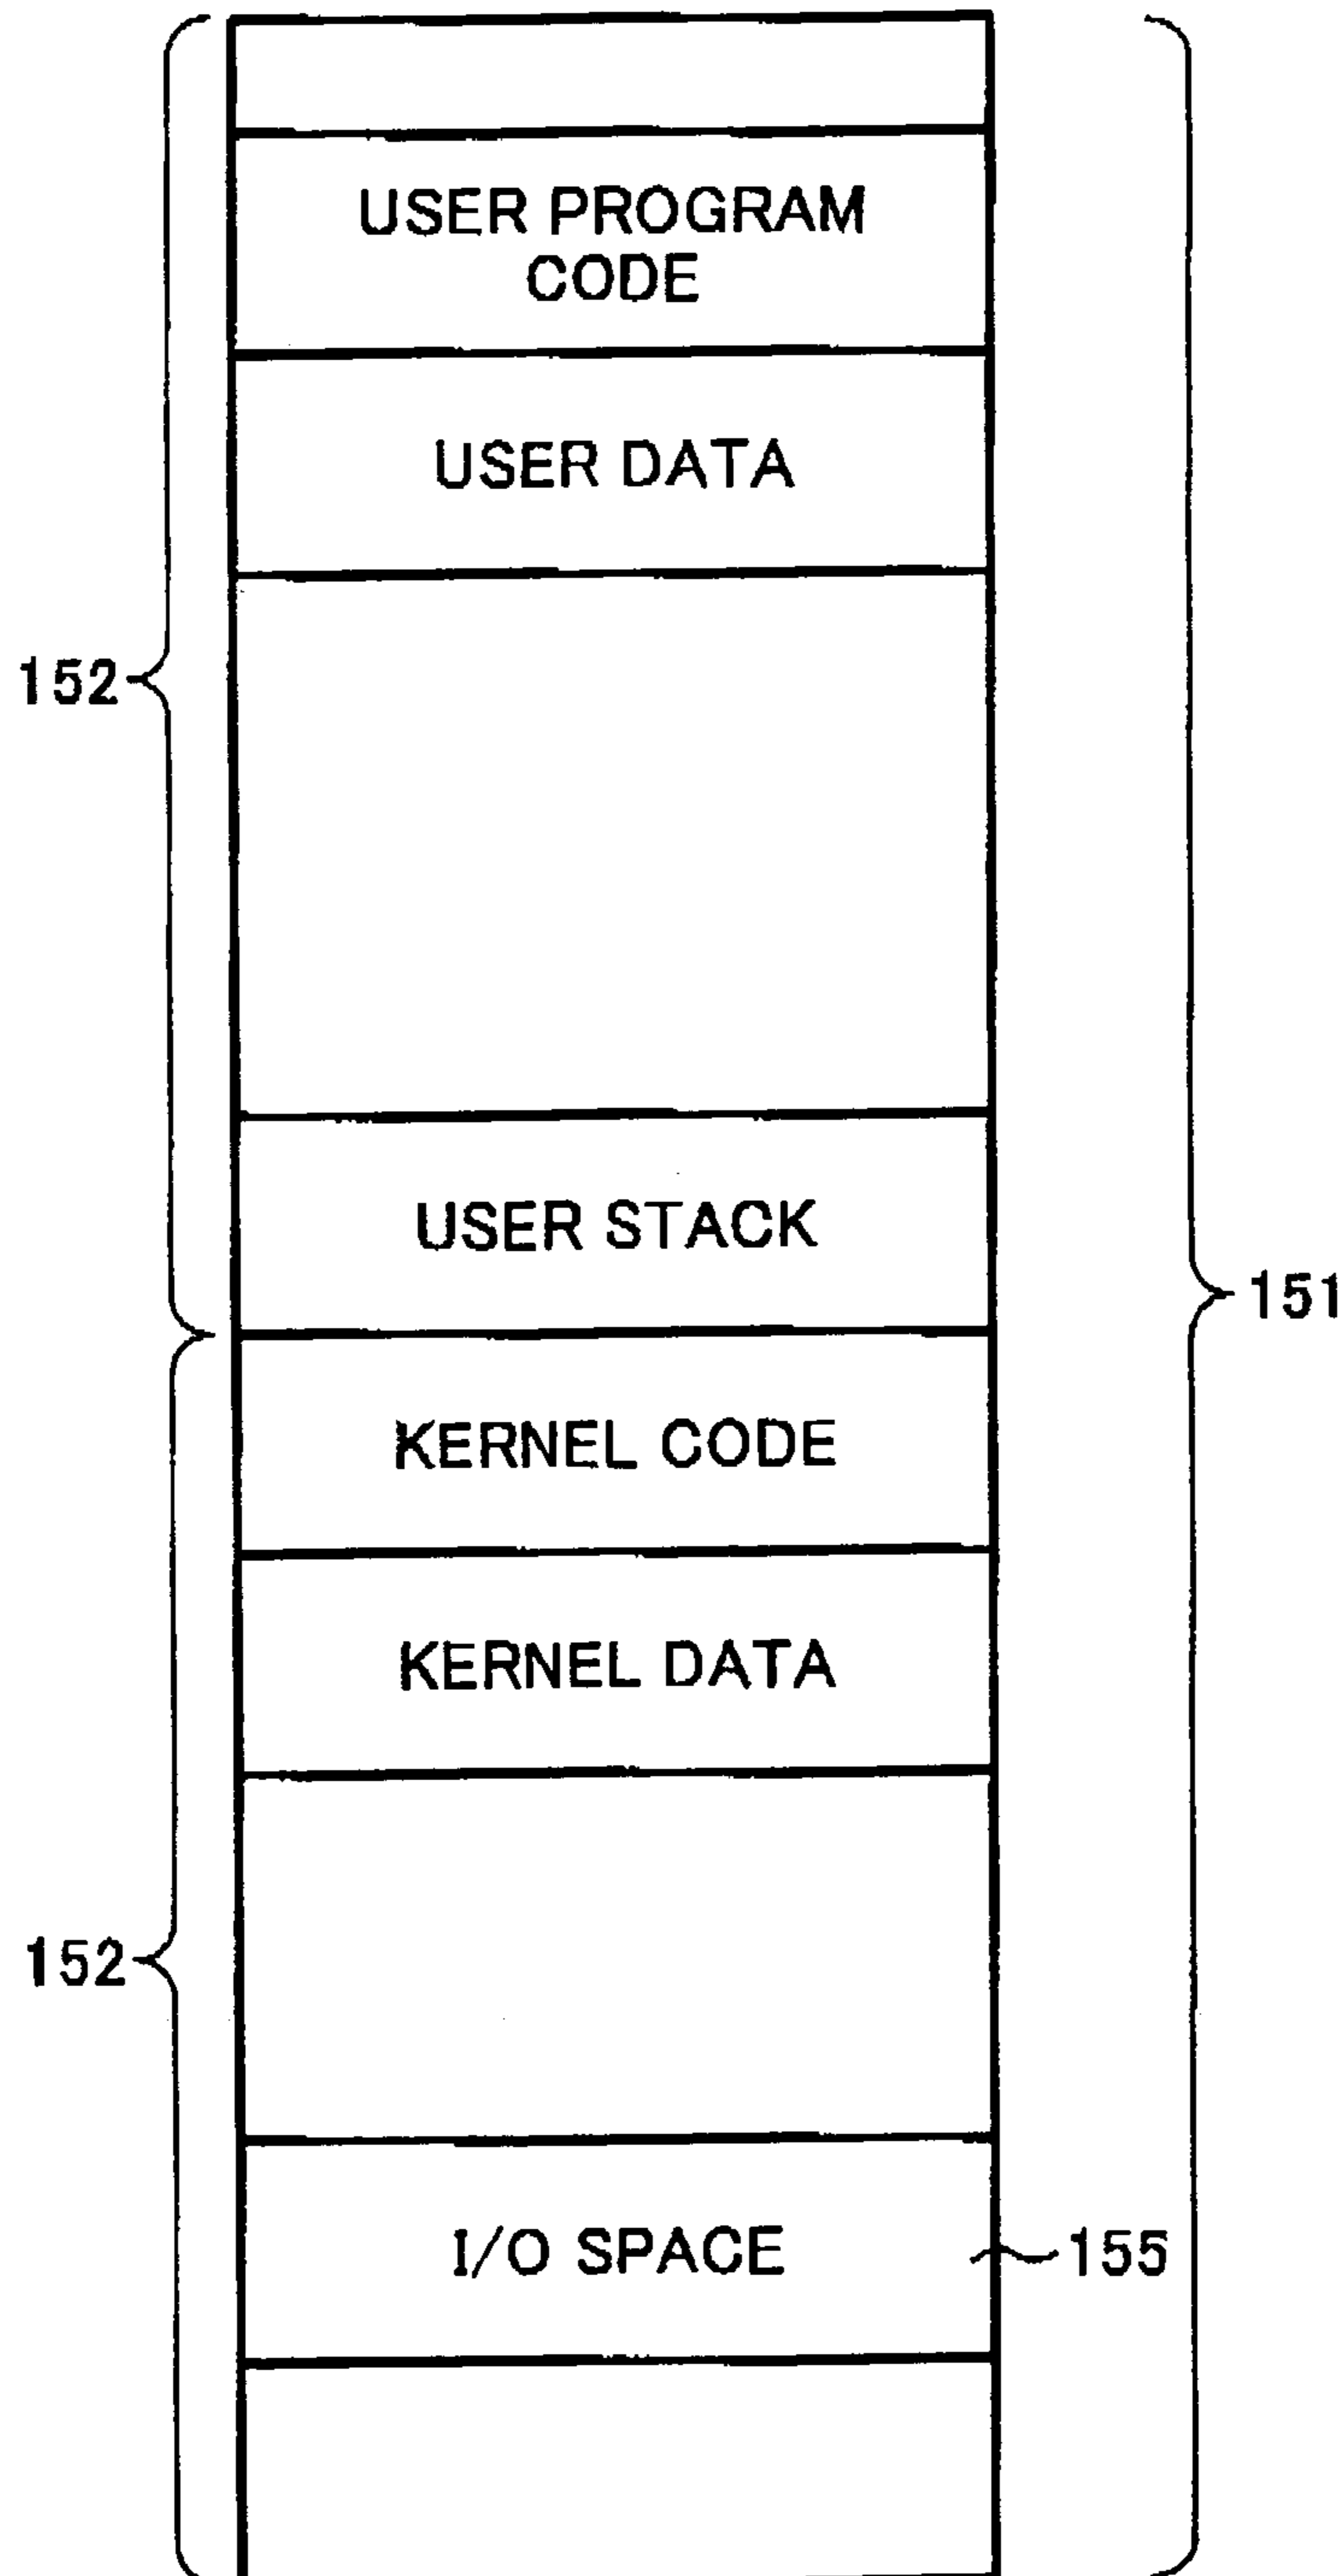 USER PROGRAM
CODE
USER DATA
152
USER STACK
151
KERNEL CODE
KERNEL DATA
152
I/O SPACE
155